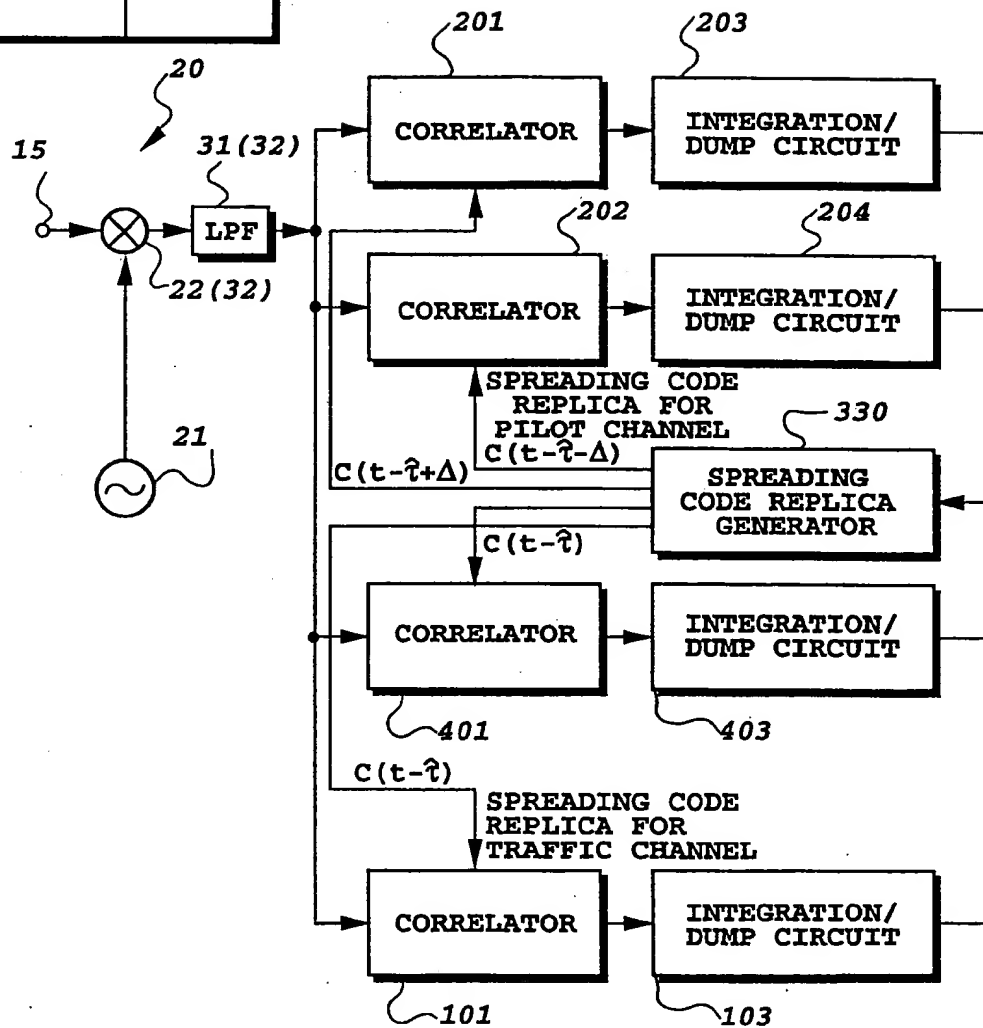 201
203
20
15
31(32)
CORRELATOR
INTEGRATION/
DUMP CIRCUIT
LPF
22(32)
202
204
CORRELATOR
INTEGRATION/
DUMP CIRCUIT
SPREADING CODE
REPLICA FOR
PILOT CHANNEL
330
21
C(t-τ̂+Δ)
C(t-τ̂-Δ)
SPREADING
CODE REPLICA
GENERATOR
C(t-τ̂)
CORRELATOR
INTEGRATION/
DUMP CIRCUIT
401
403
C(t-τ̂)
SPREADING CODE
REPLICA FOR
TRAFFIC CHANNEL
CORRELATOR
INTEGRATION/
DUMP CIRCUIT
101
103